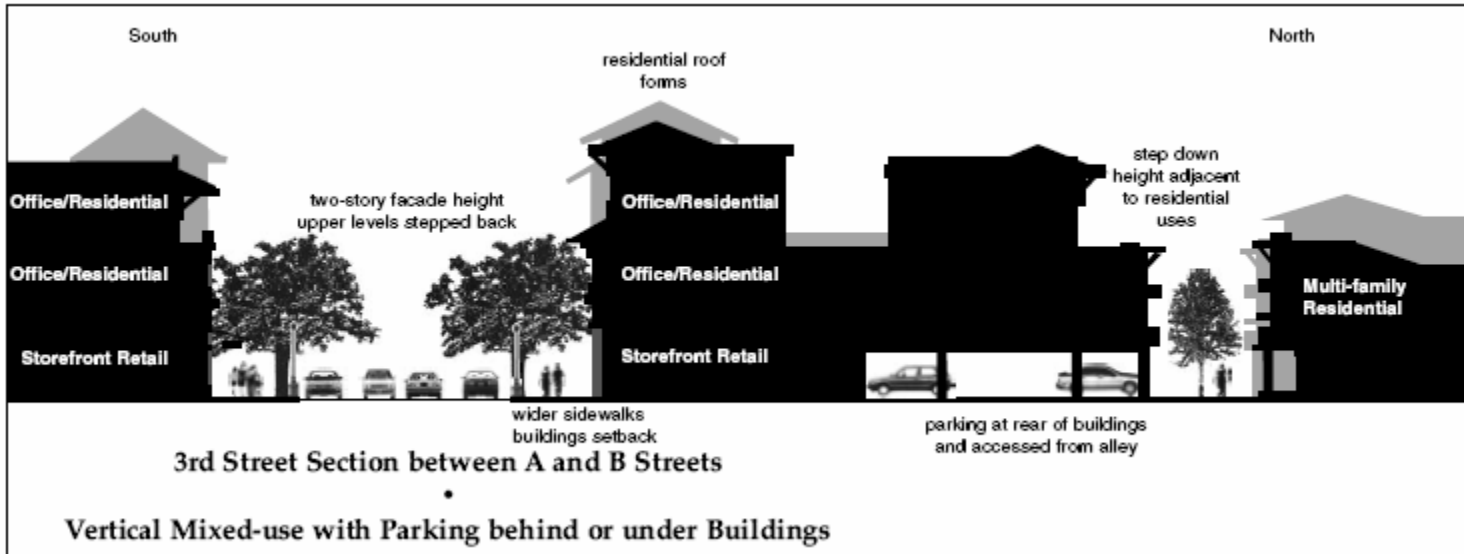 South
North
residential roof
forms
step down
height adjacent
to residential
uses
two-story facade height
upper levels stepped back
Office/Residential
Office/Residential
Storefront Retail
Office/Residential
Office/Residential
Storefront Retail
Multi-family
Residential
wider sidewalks
buildings setback
parking at rear of buildings
and accessed from alley
3rd Street Section between A and B Streets
•
Vertical Mixed-use with Parking behind or under Buildings